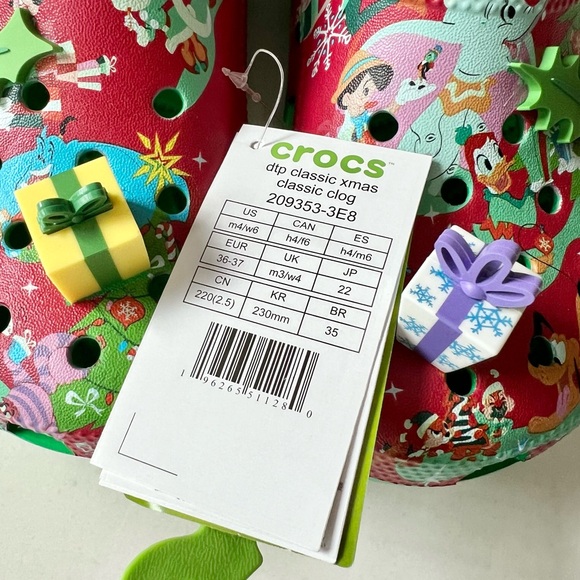 crocs™
dtp classic xmas
classic clog
209353-3E8
US CAN ES
m4/w6 h4/f6 h4/m6
EUR UK JP
36-37 m3/w4 22
CN KR BR
220(2.5) 230mm 35
1 96265 51128 0